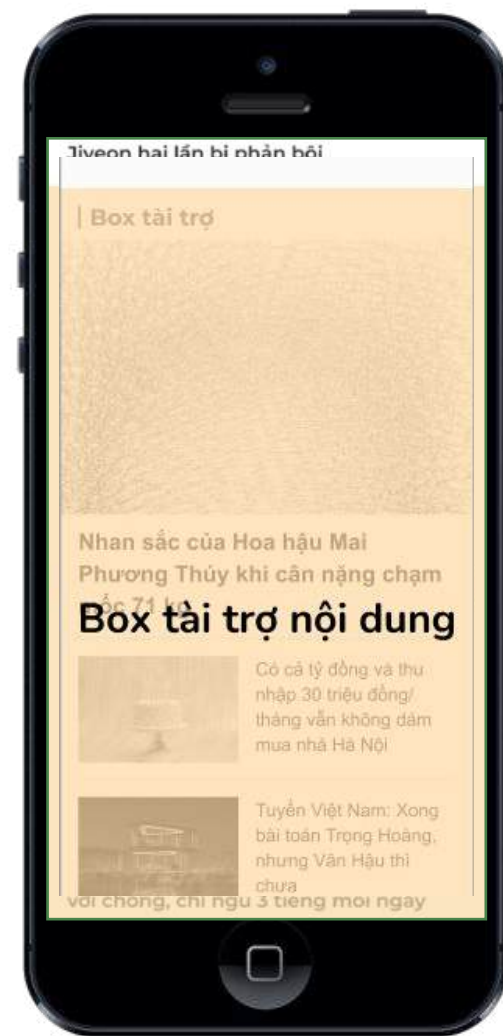 Jiyeon hai lần bị phản bội
| Box tài trợ
Nhan sắc của Hoa hậu Mai
Phương Thúy khi cân nặng chạm
mốc 71 kg
Box tài trợ nội dung
Có cả tỷ đồng và thu
nhập 30 triệu đồng/
tháng vẫn không dám
mua nhà Hà Nội
Tuyển Việt Nam: Xong
bài toán Trọng Hoàng,
nhưng Văn Hậu thì
chưa
với chồng, chỉ ngủ 3 tiếng mỗi ngày